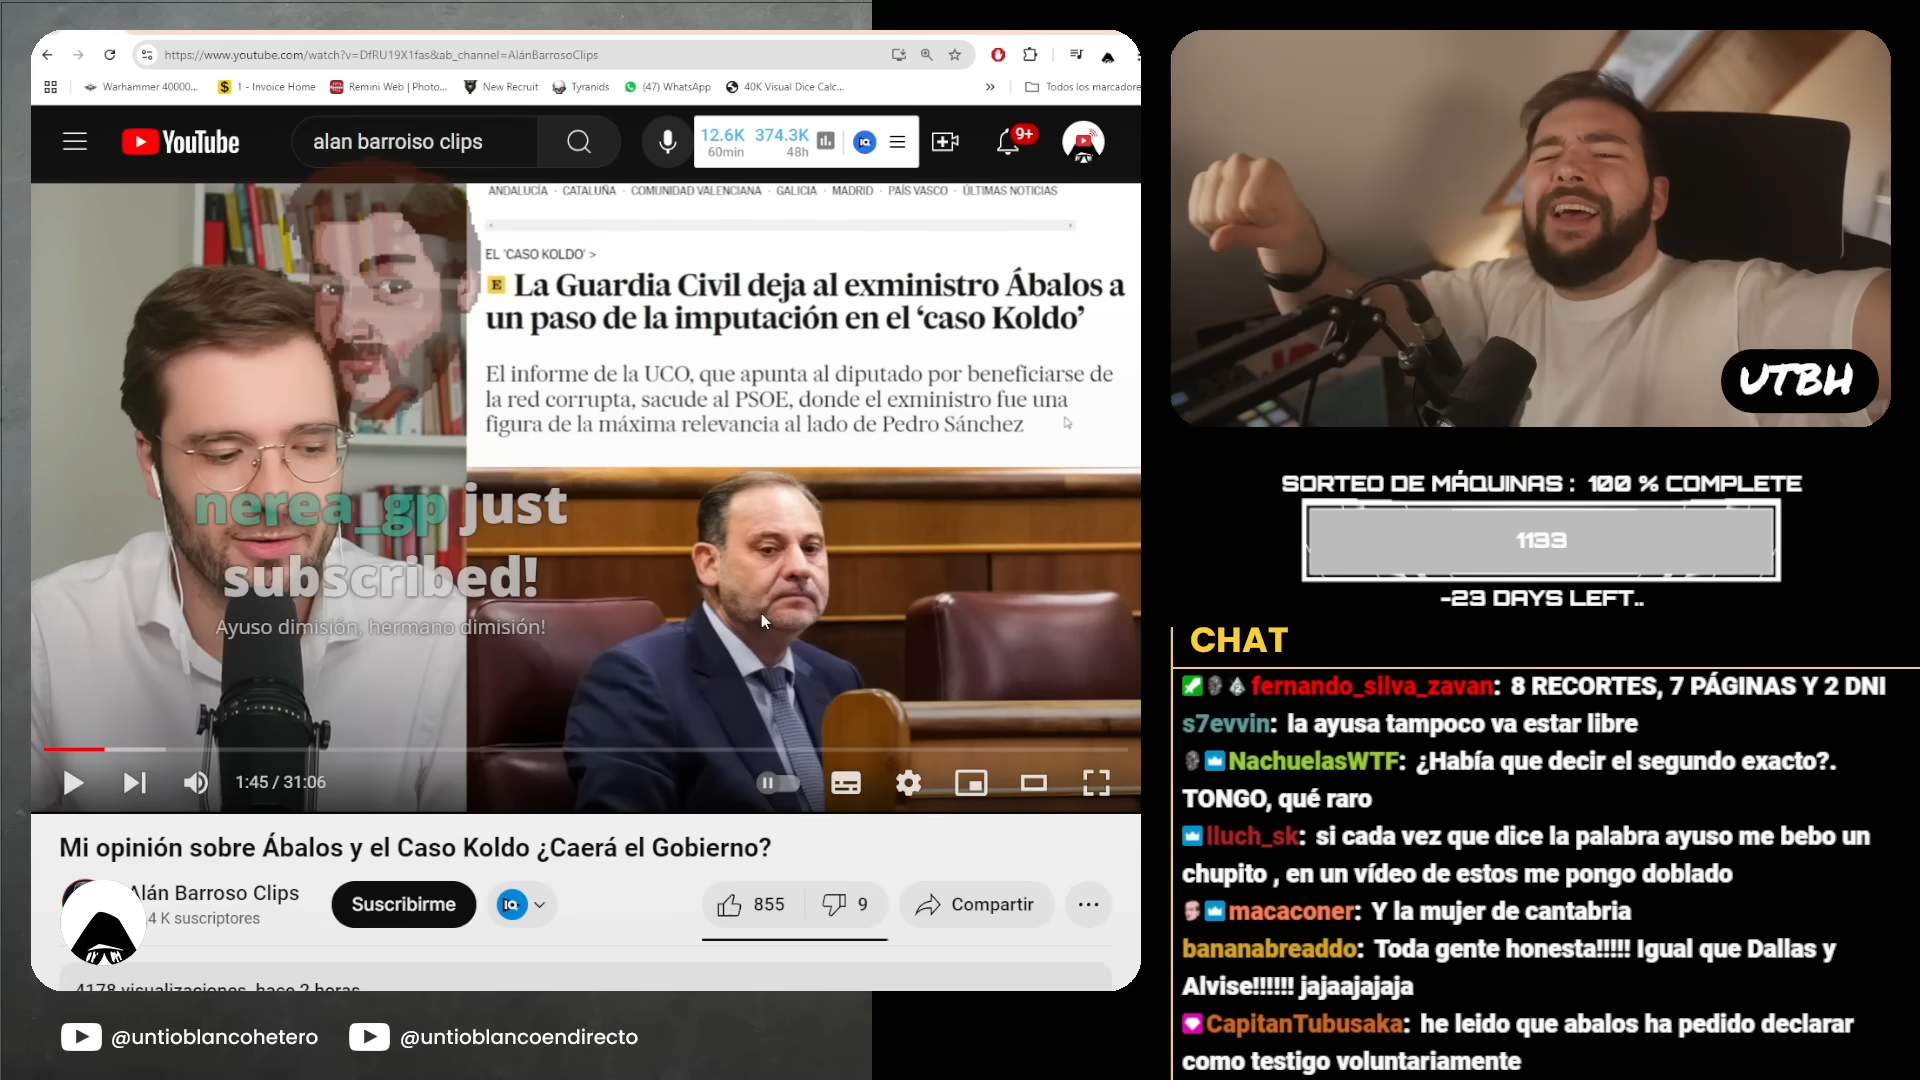 https://www.youtube.com/watch?v=DfRU19X1fas&ab_channel=AlánBarrosoClips
Warhammer 40000... 1 - Invoice Home Remini Web | Photo... New Recruit Tyranids (47) WhatsApp 40K Visual Dice Calc... » Todos los marcadore
YouTube alan barroiso clips 12.6K 374.3K 9+
60min 48h
ANDALUCÍA · CATALUÑA · COMUNIDAD VALENCIANA · GALICIA · MADRID · PAÍS VASCO · ÚLTIMAS NOTICIAS
EL 'CASO KOLDO' >
E La Guardia Civil deja al exministro Ábalos a
un paso de la imputación en el ‘caso Koldo’
El informe de la UCO, que apunta al diputado por beneficiarse de
la red corrupta, sacude al PSOE, donde el exministro fue una
figura de la máxima relevancia al lado de Pedro Sánchez
nerea_gp just
subscribed!
Ayuso dimisión, hermano dimisión!
1:45 / 31:06
Mi opinión sobre Ábalos y el Caso Koldo ¿Caerá el Gobierno?
Alán Barroso Clips
4 K suscriptores
Suscribirme
855 9 Compartir
4178 visualizaciones hace 2 horas
@untioblancohetero @untioblancoendirecto
UTBH
SORTEO DE MÁQUINAS : 100 % COMPLETE
1133
-23 DAYS LEFT..
CHAT
fernando_silva_zavan: 8 RECORTES, 7 PÁGINAS Y 2 DNI
s7evvin: la ayusa tampoco va estar libre
NachuelasWTF: ¿Había que decir el segundo exacto?.
TONGO, qué raro
lluch_sk: si cada vez que dice la palabra ayuso me bebo un
chupito , en un vídeo de estos me pongo doblado
macaconer: Y la mujer de cantabria
bananabreaddo: Toda gente honesta!!!!! Igual que Dallas y
Alvise!!!!!! jajaajajaja
CapitanTubusaka: he leido que abalos ha pedido declarar
como testigo voluntariamente